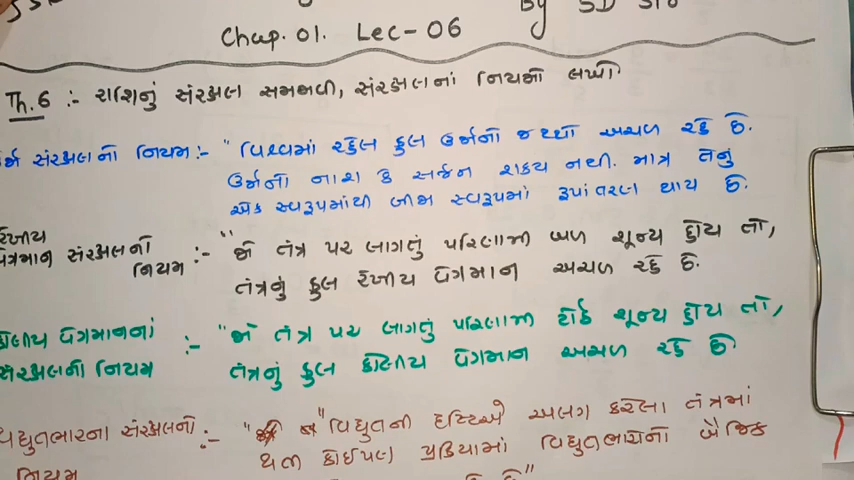 By SD Sir
Chap. 01. Lec-06
Th. 6 :- રાશિનું સંરક્ષણ સમજાવી, સંરક્ષણનાં નિયમો લખો
સંરક્ષણનો નિયમ :- "વિશ્વમાં રહેલ કુલ ઉર્જાનો જથ્થો અચળ રહે છે.
ઉર્જાનો નાશ કે સર્જન શક્ય નથી. માત્ર તેનું
એક સ્વરૂપમાંથી બીજા સ્વરૂપમાં રૂપાંતરણ થાય છે.
રેખીય
વેગમાન સંરક્ષણનો નિયમ :- "જો તંત્ર પર લાગતું પરિણામી બળ શૂન્ય હોય તો,
તંત્રનું કુલ રેખીય વેગમાન અચળ રહે છે.
કોણીય વેગમાનનાં સંરક્ષણનો નિયમ :- "જો તંત્ર પર લાગતું પરિણામી ટોર્ક શૂન્ય હોય તો,
તંત્રનું કુલ કોણીય વેગમાન અચળ રહે છે.
વિદ્યુતભારના સંરક્ષણનો નિયમ :- "વિદ્યુતની દૃષ્ટિએ અલગ કરેલા તંત્રમાં
થતી કોઈપણ પ્રક્રિયામાં વિદ્યુતભારોનો બૈજિક